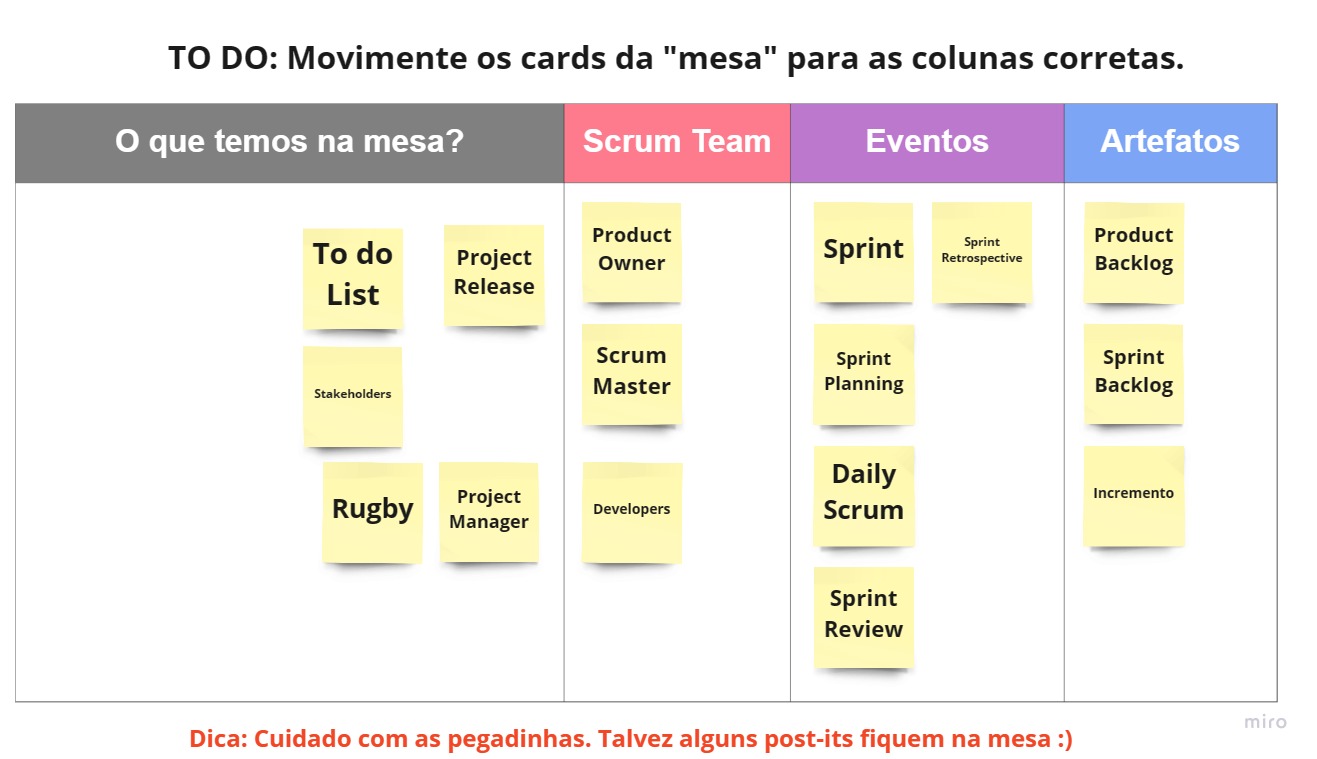 TO DO: Movimente os cards da "mesa" para as colunas corretas.
O que temos na mesa?
Scrum Team
Eventos
Artefatos
To do
List
Project
Release
Stakeholders
Rugby
Project
Manager
Product
Owner
Scrum
Master
Developers
Sprint
Sprint
Retrospective
Sprint
Planning
Daily
Scrum
Sprint
Review
Product
Backlog
Sprint
Backlog
Incremento
miro
Dica: Cuidado com as pegadinhas. Talvez alguns post-its fiquem na mesa :)